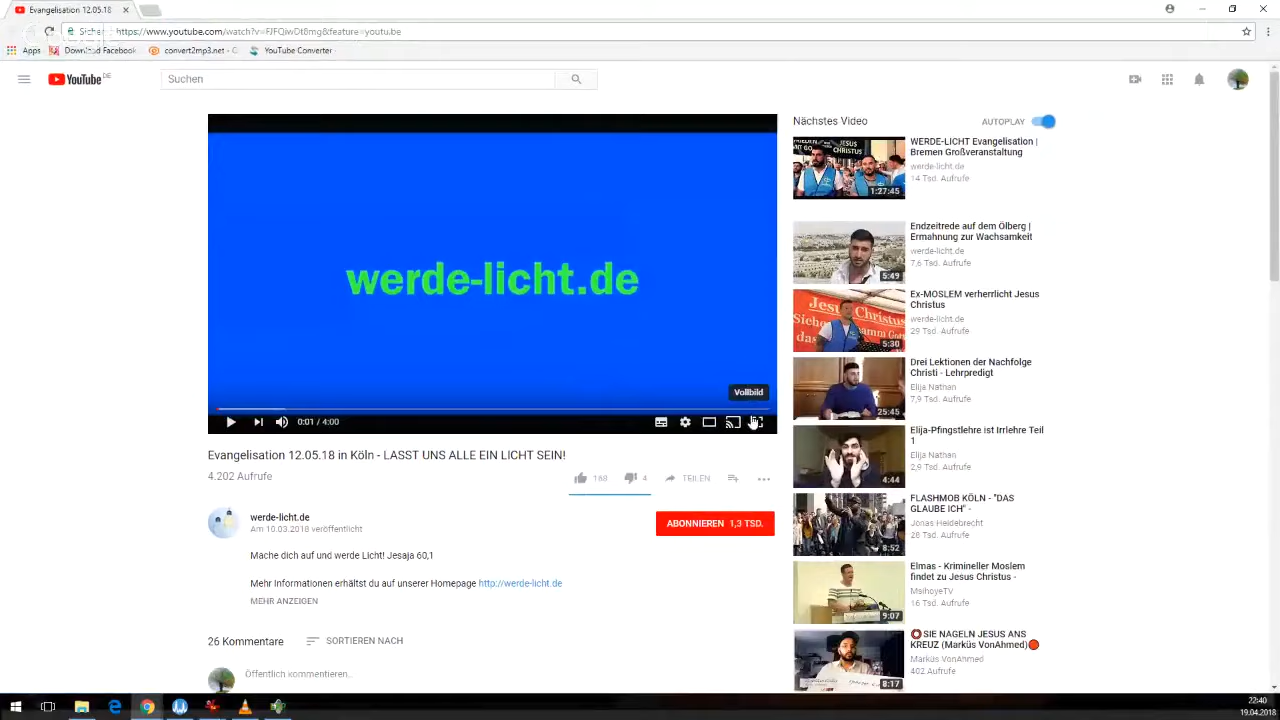 Evangelisation 12.05.18
https://www.youtube.com/watch?v=FJFQiwDt8mg&feature=youtu.be
Apps
Download Facebook
convert2mp3.net - C
YouTube Converter
YouTube DE
Suchen
werde-licht.de
Vollbild
0:01 / 4:00
Evangelisation 12.05.18 in Köln - LASST UNS ALLE EIN LICHT SEIN!
4.202 Aufrufe
168
4
TEILEN
werde-licht.de
Am 10.03.2018 veröffentlicht
ABONNIEREN 1,3 TSD.
Mache dich auf und werde Licht! Jesaja 60,1
Mehr Informationen erhältst du auf unserer Homepage http://werde-licht.de
MEHR ANZEIGEN
26 Kommentare
SORTIEREN NACH
Öffentlich kommentieren...
Nächstes Video
AUTOPLAY
JESUS
CHRISTUS
1:27:45
WERDE-LICHT Evangelisation |
Bremen Großveranstaltung
werde-licht.de
14 Tsd. Aufrufe
5:49
Endzeitrede auf dem Ölberg |
Ermahnung zur Wachsamkeit
werde-licht.de
7,6 Tsd. Aufrufe
Jesus Christus
5:30
Ex-MOSLEM verherrlicht Jesus
Christus
werde-licht.de
29 Tsd. Aufrufe
25:45
Drei Lektionen der Nachfolge
Christi - Lehrpredigt
Elija Nathan
7,9 Tsd. Aufrufe
4:44
Elija-Pfingstlehre ist Irrlehre Teil
1
Elija Nathan
2,9 Tsd. Aufrufe
8:52
FLASHMOB KÖLN - "DAS
GLAUBE ICH" -
Jonas Heidebrecht
28 Tsd. Aufrufe
9:07
Elmas - Krimineller Moslem
findet zu Jesus Christus -
MsihoyeTV
16 Tsd. Aufrufe
8:17
SIE NAGELN JESUS ANS
KREUZ (Marküs VonAhmed)
Marküs VonAhmed
402 Aufrufe
22:40
19.04.2018